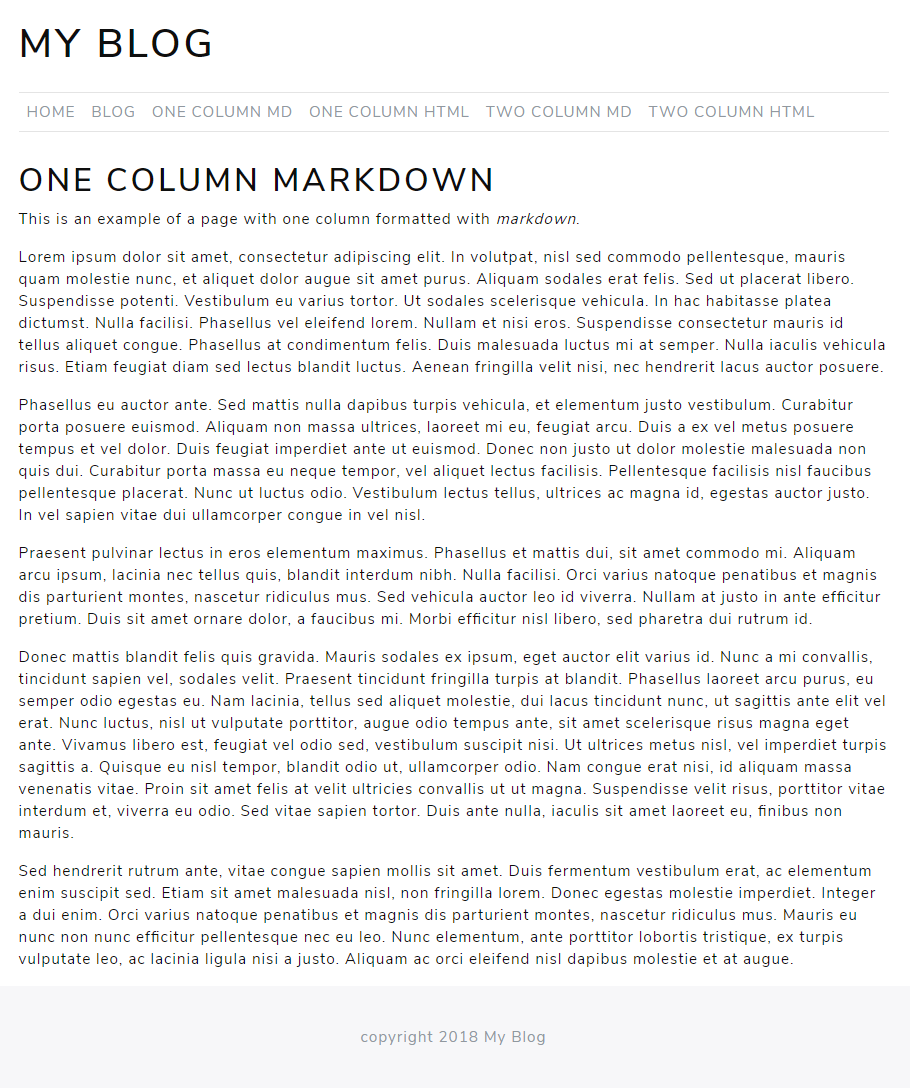 MY BLOG
HOME BLOG ONE COLUMN MD ONE COLUMN HTML TWO COLUMN MD TWO COLUMN HTML
ONE COLUMN MARKDOWN
This is an example of a page with one column formatted with markdown.
Lorem ipsum dolor sit amet, consectetur adipiscing elit. In volutpat, nisl sed commodo pellentesque, mauris
quam molestie nunc, et aliquet dolor augue sit amet purus. Aliquam sodales erat felis. Sed ut placerat libero.
Suspendisse potenti. Vestibulum eu varius tortor. Ut sodales scelerisque vehicula. In hac habitasse platea
dictumst. Nulla facilisi. Phasellus vel eleifend lorem. Nullam et nisi eros. Suspendisse consectetur mauris id
tellus aliquet congue. Phasellus at condimentum felis. Duis malesuada luctus mi at semper. Nulla iaculis vehicula
risus. Etiam feugiat diam sed lectus blandit luctus. Aenean fringilla velit nisi, nec hendrerit lacus auctor posuere.
Phasellus eu auctor ante. Sed mattis nulla dapibus turpis vehicula, et elementum justo vestibulum. Curabitur
porta posuere euismod. Aliquam non massa ultrices, laoreet mi eu, feugiat arcu. Duis a ex vel metus posuere
tempus et vel dolor. Duis feugiat imperdiet ante ut euismod. Donec non justo ut dolor molestie malesuada non
quis dui. Curabitur porta massa eu neque tempor, vel aliquet lectus facilisis. Pellentesque facilisis nisl faucibus
pellentesque placerat. Nunc ut luctus odio. Vestibulum lectus tellus, ultrices ac magna id, egestas auctor justo.
In vel sapien vitae dui ullamcorper congue in vel nisl.
Praesent pulvinar lectus in eros elementum maximus. Phasellus et mattis dui, sit amet commodo mi. Aliquam
arcu ipsum, lacinia nec tellus quis, blandit interdum nibh. Nulla facilisi. Orci varius natoque penatibus et magnis
dis parturient montes, nascetur ridiculus mus. Sed vehicula auctor leo id viverra. Nullam at justo in ante efficitur
pretium. Duis sit amet ornare dolor, a faucibus mi. Morbi efficitur nisl libero, sed pharetra dui rutrum id.
Donec mattis blandit felis quis gravida. Mauris sodales ex ipsum, eget auctor elit varius id. Nunc a mi convallis,
tincidunt sapien vel, sodales velit. Praesent tincidunt fringilla turpis at blandit. Phasellus laoreet arcu purus, eu
semper odio egestas eu. Nam lacinia, tellus sed aliquet molestie, dui lacus tincidunt nunc, ut sagittis ante elit vel
erat. Nunc luctus, nisl ut vulputate porttitor, augue odio tempus ante, sit amet scelerisque risus magna eget
ante. Vivamus libero est, feugiat vel odio sed, vestibulum suscipit nisi. Ut ultrices metus nisl, vel imperdiet turpis
sagittis a. Quisque eu nisl tempor, blandit odio ut, ullamcorper odio. Nam congue erat nisi, id aliquam massa
venenatis vitae. Proin sit amet felis at velit ultricies convallis ut ut magna. Suspendisse velit risus, porttitor vitae
interdum et, viverra eu odio. Sed vitae sapien tortor. Duis ante nulla, iaculis sit amet laoreet eu, finibus non
mauris.
Sed hendrerit rutrum ante, vitae congue sapien mollis sit amet. Duis fermentum vestibulum erat, ac elementum
enim suscipit sed. Etiam sit amet malesuada nisl, non fringilla lorem. Donec egestas molestie imperdiet. Integer
a dui enim. Orci varius natoque penatibus et magnis dis parturient montes, nascetur ridiculus mus. Mauris eu
nunc non nunc efficitur pellentesque nec eu leo. Nunc elementum, ante porttitor lobortis tristique, ex turpis
vulputate leo, ac lacinia ligula nisi a justo. Aliquam ac orci eleifend nisl dapibus molestie et at augue.
copyright 2018 My Blog